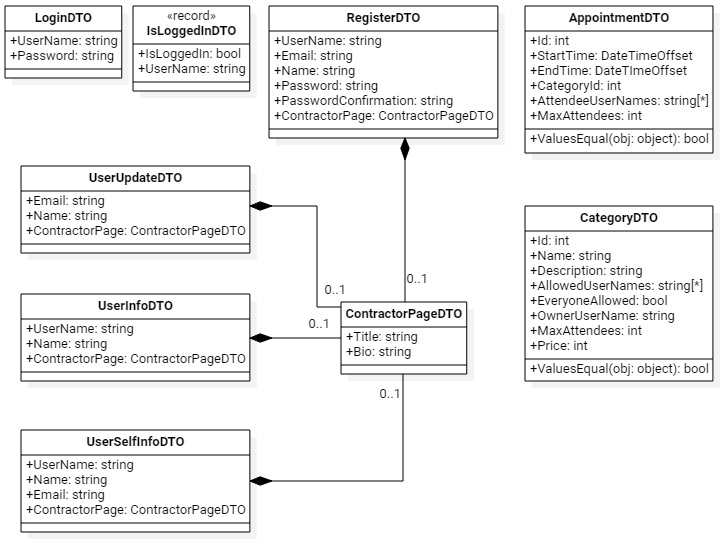 LoginDTO
+UserName: string
+Password: string
«record»
IsLoggedInDTO
+IsLoggedIn: bool
+UserName: string
RegisterDTO
+UserName: string
+Email: string
+Name: string
+Password: string
+PasswordConfirmation: string
+ContractorPage: ContractorPageDTO
AppointmentDTO
+Id: int
+StartTime: DateTimeOffset
+EndTime: DateTImeOffset
+CategoryId: int
+AttendeeUserNames: string[*]
+MaxAttendees: int
+ValuesEqual(obj: object): bool
UserUpdateDTO
+Email: string
+Name: string
+ContractorPage: ContractorPageDTO
0..1
0..1
UserInfoDTO
+UserName: string
+Name: string
+ContractorPage: ContractorPageDTO
0..1
ContractorPageDTO
+Title: string
+Bio: string
0..1
CategoryDTO
+Id: int
+Name: string
+Description: string
+AllowedUserNames: string[*]
+EveryoneAllowed: bool
+OwnerUserName: string
+MaxAttendees: int
+Price: int
+ValuesEqual(obj: object): bool
UserSelfInfoDTO
+UserName: string
+Name: string
+Email: string
+ContractorPage: ContractorPageDTO